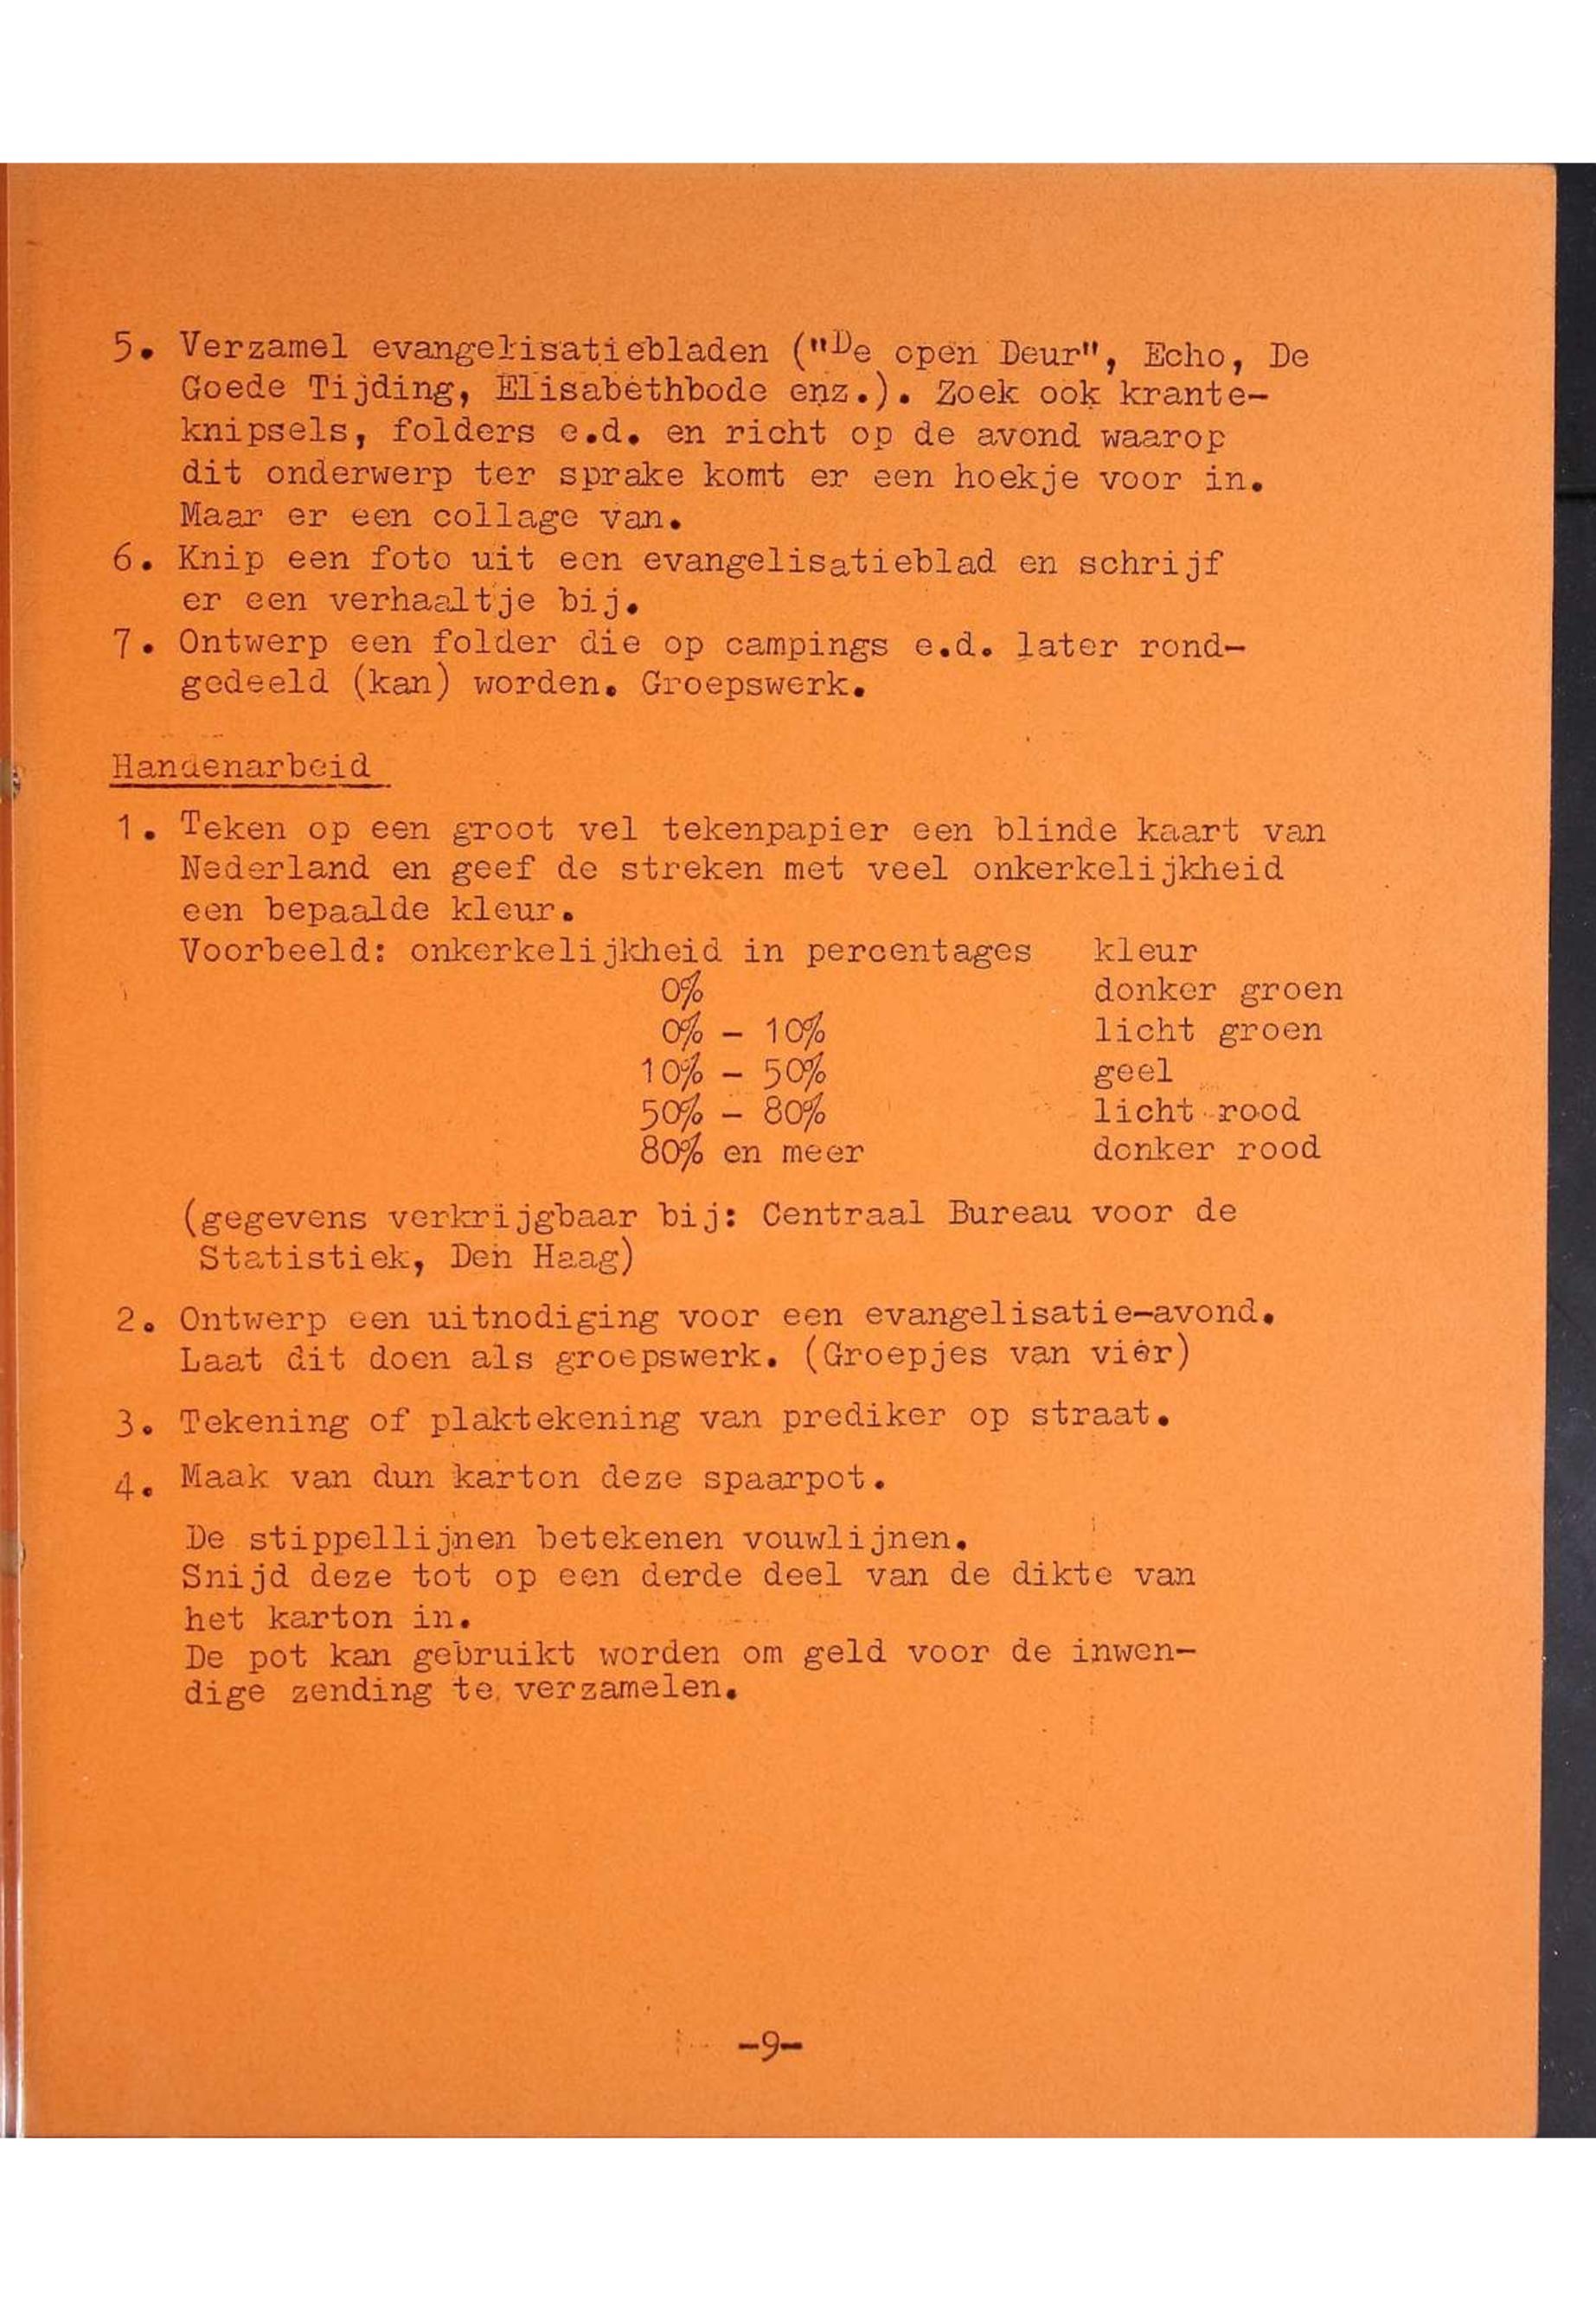 5. Verzamel evangelisatiebladen ("De open Deur", Echo, De
Goede Tijding, Elisabethbode enz.). Zoek ook krante-
knipsels, folders e.d. en richt op de avond waarop
dit onderwerp ter sprake komt er een hoekje voor in.
Maar er een collage van.
6. Knip een foto uit een evangelisatieblad en schrijf
er een verhaaltje bij.
7. Ontwerp een folder die op campings e.d. later rond-
gedeeld (kan) worden. Groepswerk.
Handenarbeid
1. Teken op een groot vel tekenpapier een blinde kaart van
Nederland en geef de streken met veel onkerkelijkheid
een bepaalde kleur.
Voorbeeld: onkerkelijkheid in percentages kleur
0% donker groen
0% - 10% licht groen
10% - 50% geel
50% - 80% licht rood
80% en meer donker rood
(gegevens verkrijgbaar bij: Centraal Bureau voor de
Statistiek, Den Haag)
2. Ontwerp een uitnodiging voor een evangelisatie-avond.
Laat dit doen als groepswerk. (Groepjes van vier)
3. Tekening of plaktekening van prediker op straat.
4. Maak van dun karton deze spaarpot.
De stippellijnen betekenen vouwlijnen.
Snijd deze tot op een derde deel van de dikte van
het karton in.
De pot kan gebruikt worden om geld voor de inwen-
dige zending te verzamelen.
-9-